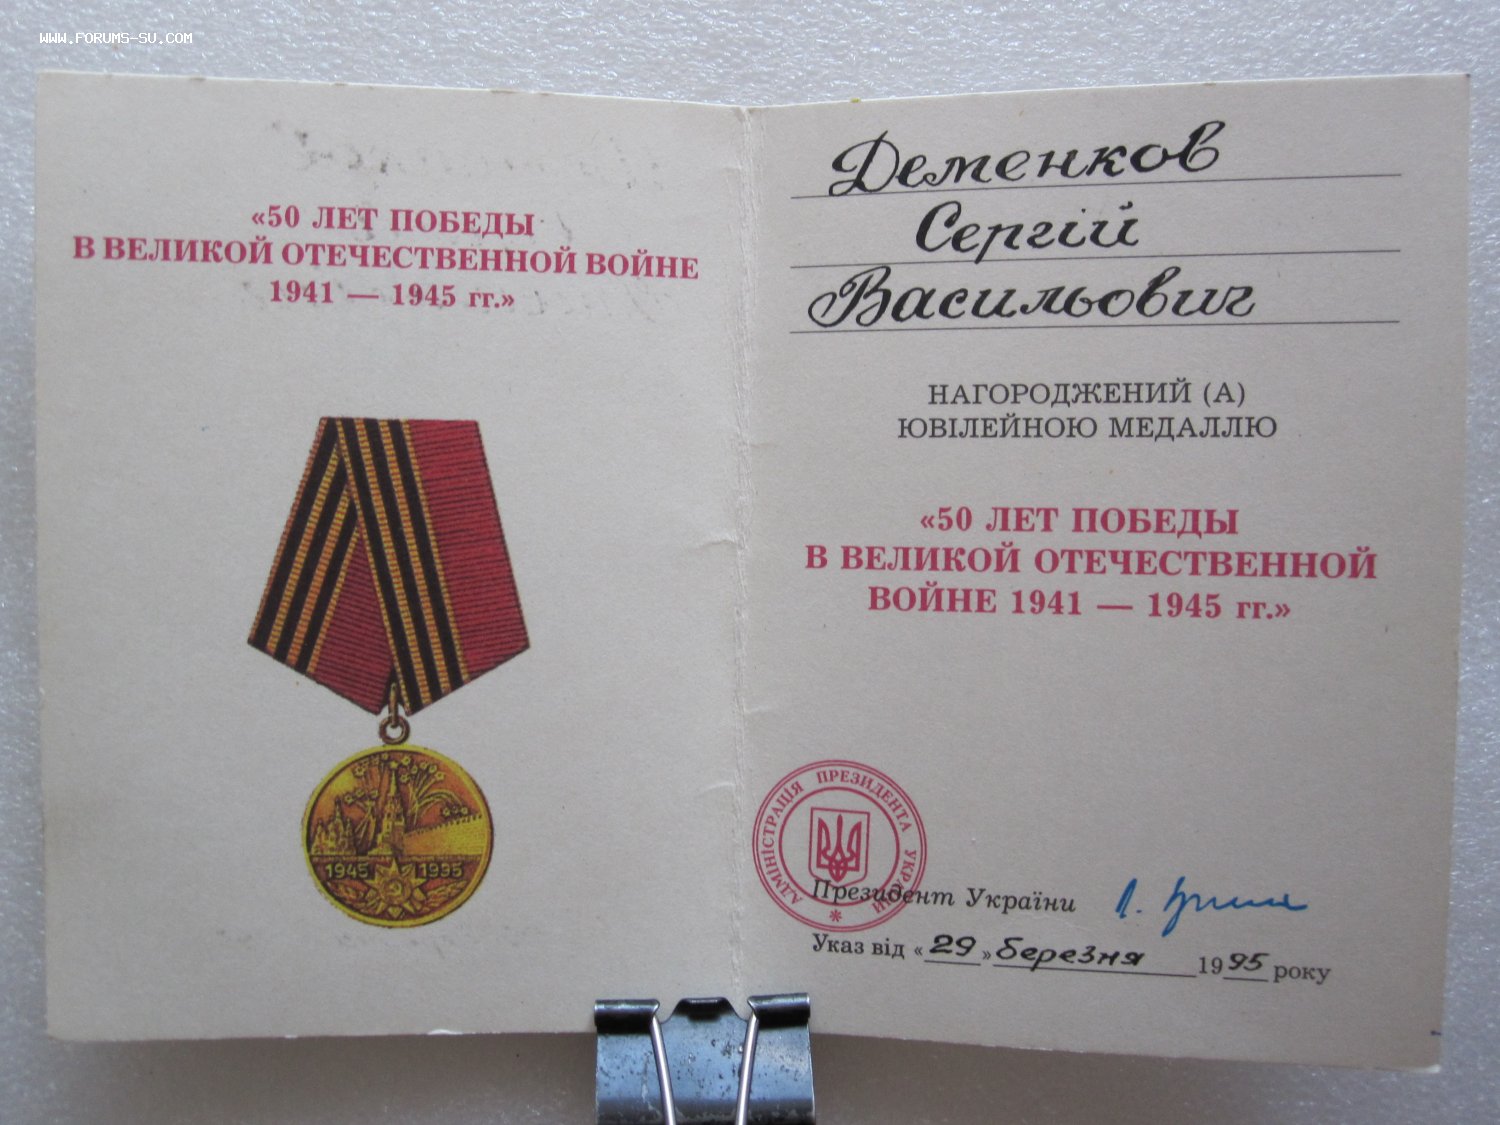 WWW.FORUMS-SU.COM
«50 ЛЕТ ПОБЕДЫ
В ВЕЛИКОЙ ОТЕЧЕСТВЕННОЙ ВОЙНЕ
1941 — 1945 гг.»
1945 1995
Деменков
Сергій
Васильович
НАГОРОДЖЕНИЙ (А)
ЮВІЛЕЙНОЮ МЕДАЛЛЮ
«50 ЛЕТ ПОБЕДЫ
В ВЕЛИКОЙ ОТЕЧЕСТВЕННОЙ
ВОЙНЕ 1941 — 1945 гг.»
АДМІНІСТРАЦІЯ ПРЕЗИДЕНТА УКРАЇНИ
Президент України
Указ від «29» березня 1995 року